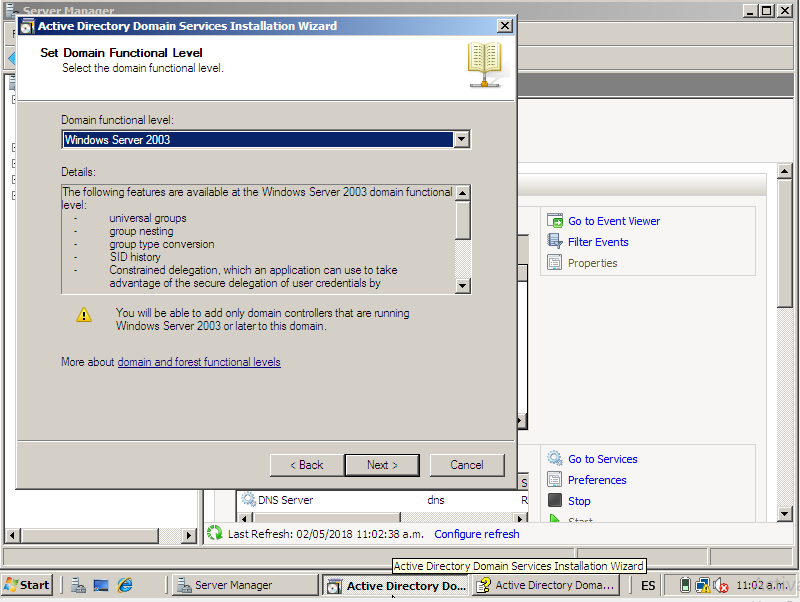 Server Manager
Active Directory Domain Services Installation Wizard
Set Domain Functional Level
Select the domain functional level.
Domain functional level:
Windows Server 2003
Details:
The following features are available at the Windows Server 2003 domain functional
level:
- universal groups
- group nesting
- group type conversion
- SID history
- Constrained delegation, which an application can use to take
advantage of the secure delegation of user credentials by
You will be able to add only domain controllers that are running
Windows Server 2003 or later to this domain.
More about domain and forest functional levels
< Back
Next >
Cancel
Go to Event Viewer
Filter Events
Properties
Go to Services
Preferences
Stop
Start
S
DNS Server dns R
Last Refresh: 02/05/2018 11:02:38 a.m. Configure refresh
Active Directory Domain Services Installation Wizard
Start
Server Manager
Active Directory Do...
Active Directory Doma...
ES
11:02 a.m.